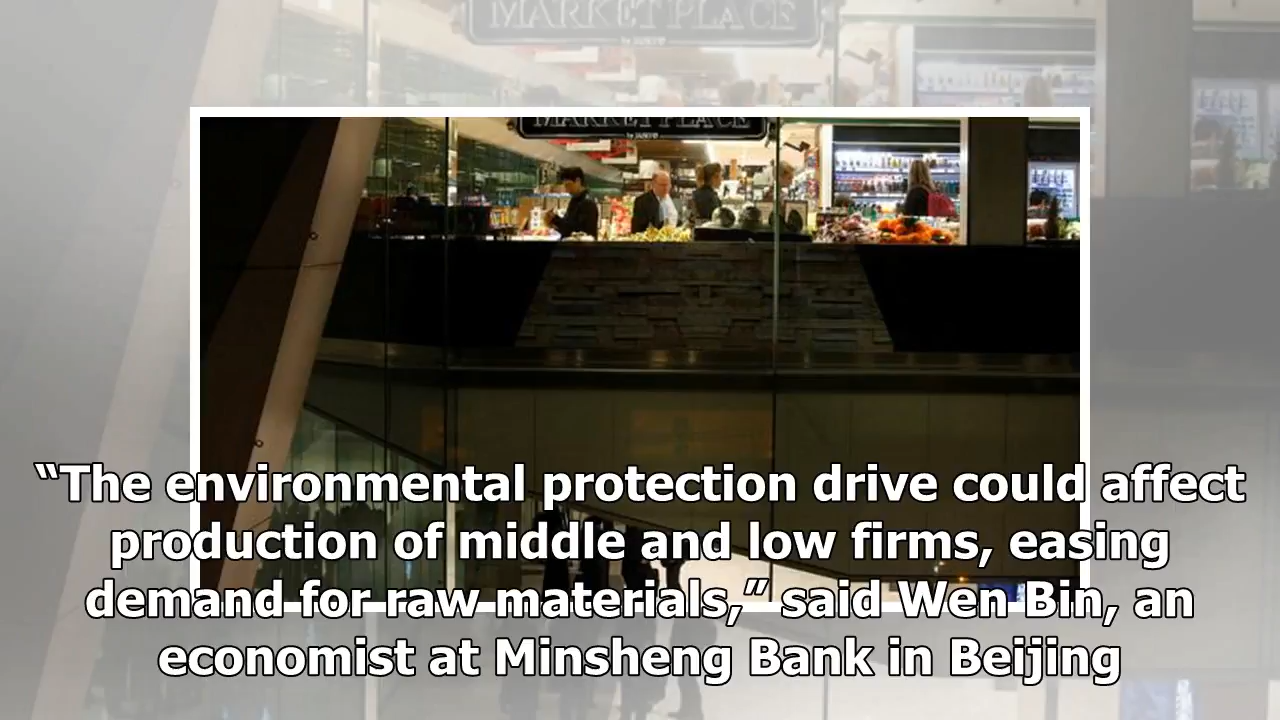 MARKET PLACE
MARKET PLACE
“The environmental protection drive could affect
production of middle and low firms, easing
demand for raw materials,” said Wen Bin, an
economist at Minsheng Bank in Beijing